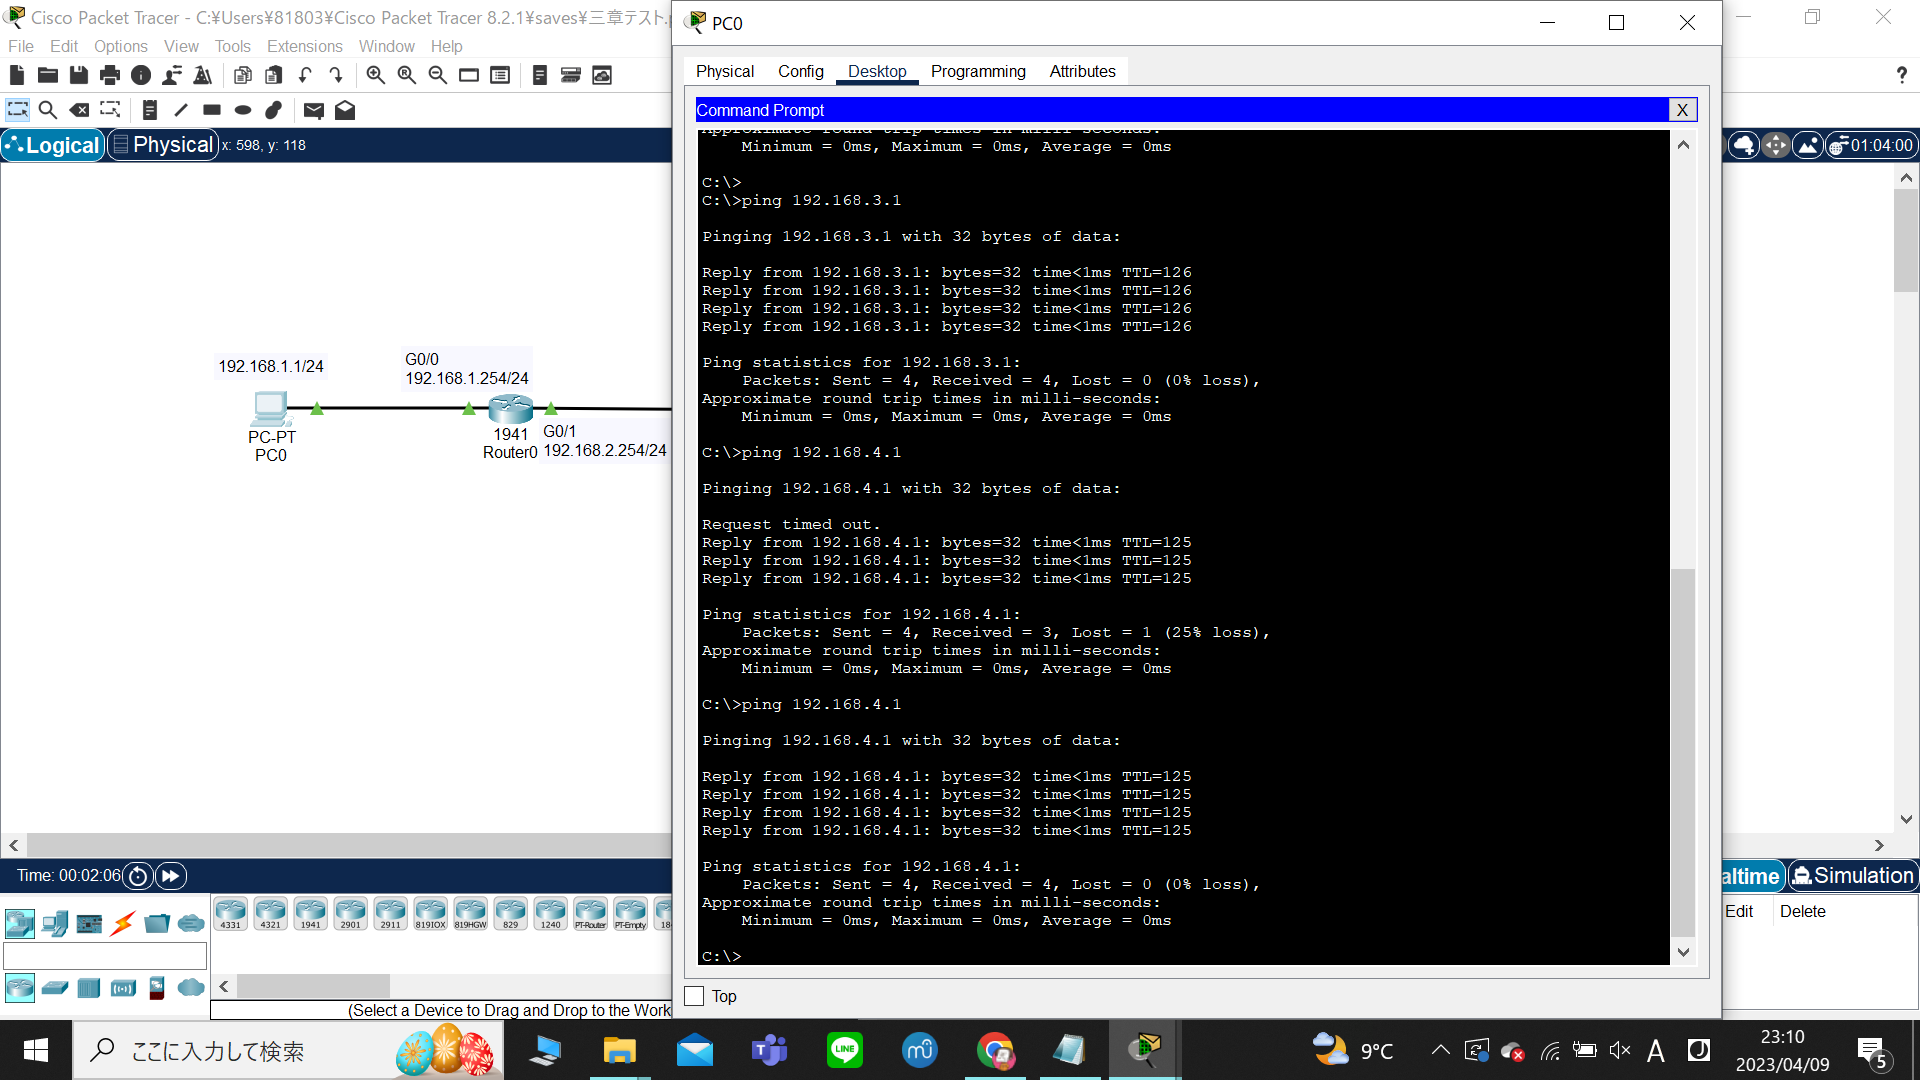 Cisco Packet Tracer - C:¥Users¥81803¥Cisco Packet Tracer 8.2.1¥saves¥三章テスト.
File Edit Options View Tools Extensions Window Help
Logical Physical x: 598, y: 118
192.168.1.1/24
G0/0
192.168.1.254/24
PC-PT
PC0
1941
Router0
G0/1
192.168.2.254/24
Time: 00:02:06
4331 4321 1941 2901 2911 819IOX 819HGW 829 1240 PT-Router PT-Empty
(Select a Device to Drag and Drop to the Work
PC0
Physical Config Desktop Programming Attributes
Command Prompt X
Approximate round trip times in milli-seconds:
Minimum = 0ms, Maximum = 0ms, Average = 0ms
C:\>
C:\>ping 192.168.3.1
Pinging 192.168.3.1 with 32 bytes of data:
Reply from 192.168.3.1: bytes=32 time<1ms TTL=126
Reply from 192.168.3.1: bytes=32 time<1ms TTL=126
Reply from 192.168.3.1: bytes=32 time<1ms TTL=126
Reply from 192.168.3.1: bytes=32 time<1ms TTL=126
Ping statistics for 192.168.3.1:
Packets: Sent = 4, Received = 4, Lost = 0 (0% loss),
Approximate round trip times in milli-seconds:
Minimum = 0ms, Maximum = 0ms, Average = 0ms
C:\>ping 192.168.4.1
Pinging 192.168.4.1 with 32 bytes of data:
Request timed out.
Reply from 192.168.4.1: bytes=32 time<1ms TTL=125
Reply from 192.168.4.1: bytes=32 time<1ms TTL=125
Reply from 192.168.4.1: bytes=32 time<1ms TTL=125
Ping statistics for 192.168.4.1:
Packets: Sent = 4, Received = 3, Lost = 1 (25% loss),
Approximate round trip times in milli-seconds:
Minimum = 0ms, Maximum = 0ms, Average = 0ms
C:\>ping 192.168.4.1
Pinging 192.168.4.1 with 32 bytes of data:
Reply from 192.168.4.1: bytes=32 time<1ms TTL=125
Reply from 192.168.4.1: bytes=32 time<1ms TTL=125
Reply from 192.168.4.1: bytes=32 time<1ms TTL=125
Reply from 192.168.4.1: bytes=32 time<1ms TTL=125
Ping statistics for 192.168.4.1:
Packets: Sent = 4, Received = 4, Lost = 0 (0% loss),
Approximate round trip times in milli-seconds:
Minimum = 0ms, Maximum = 0ms, Average = 0ms
C:\>
Top
?
01:04:00
altime Simulation
Edit Delete
ここに入力して検索
LINE
9°C
A J
23:10
2023/04/09
5